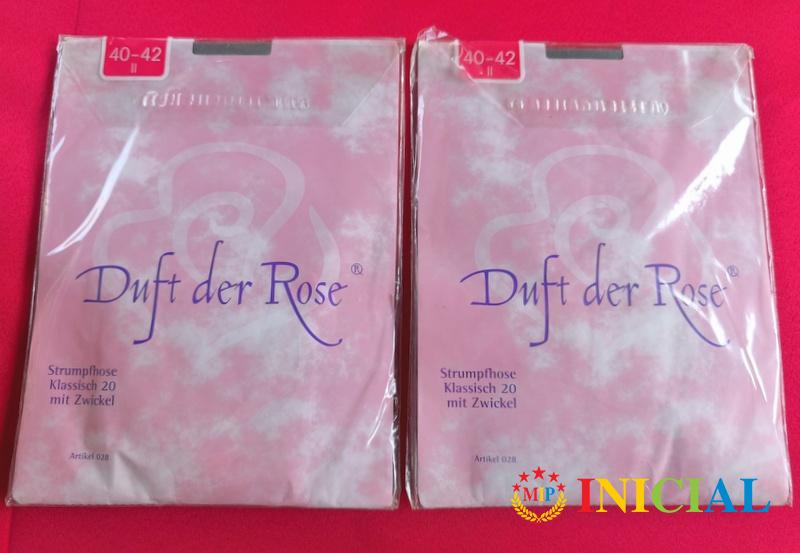 40-42
II
Duft der Rose®
Strumpfhose
Klassisch 20
mit Zwickel
Artikel 028
40-42
II
Duft der Rose®
Strumpfhose
Klassisch 20
mit Zwickel
Artikel 028
MIP INICIAL